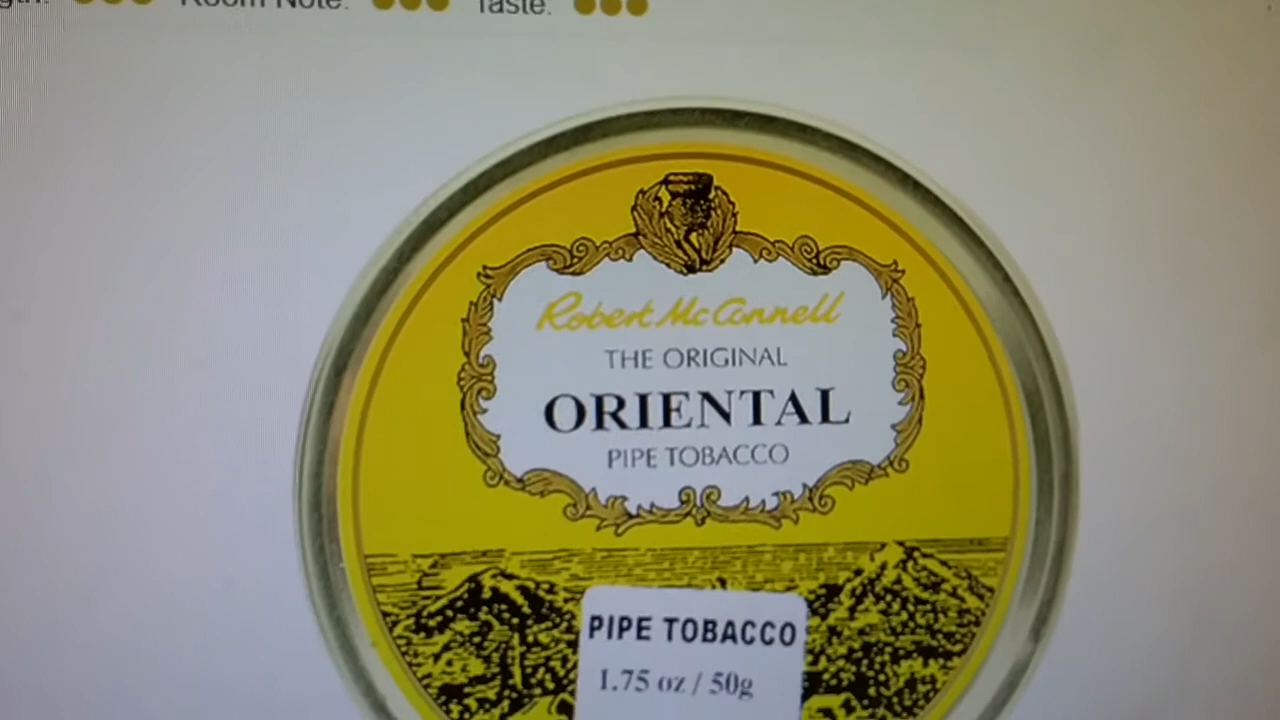 Room Note: Taste:
Robert McConnell
THE ORIGINAL
ORIENTAL
PIPE TOBACCO
PIPE TOBACCO
1.75 oz / 50g